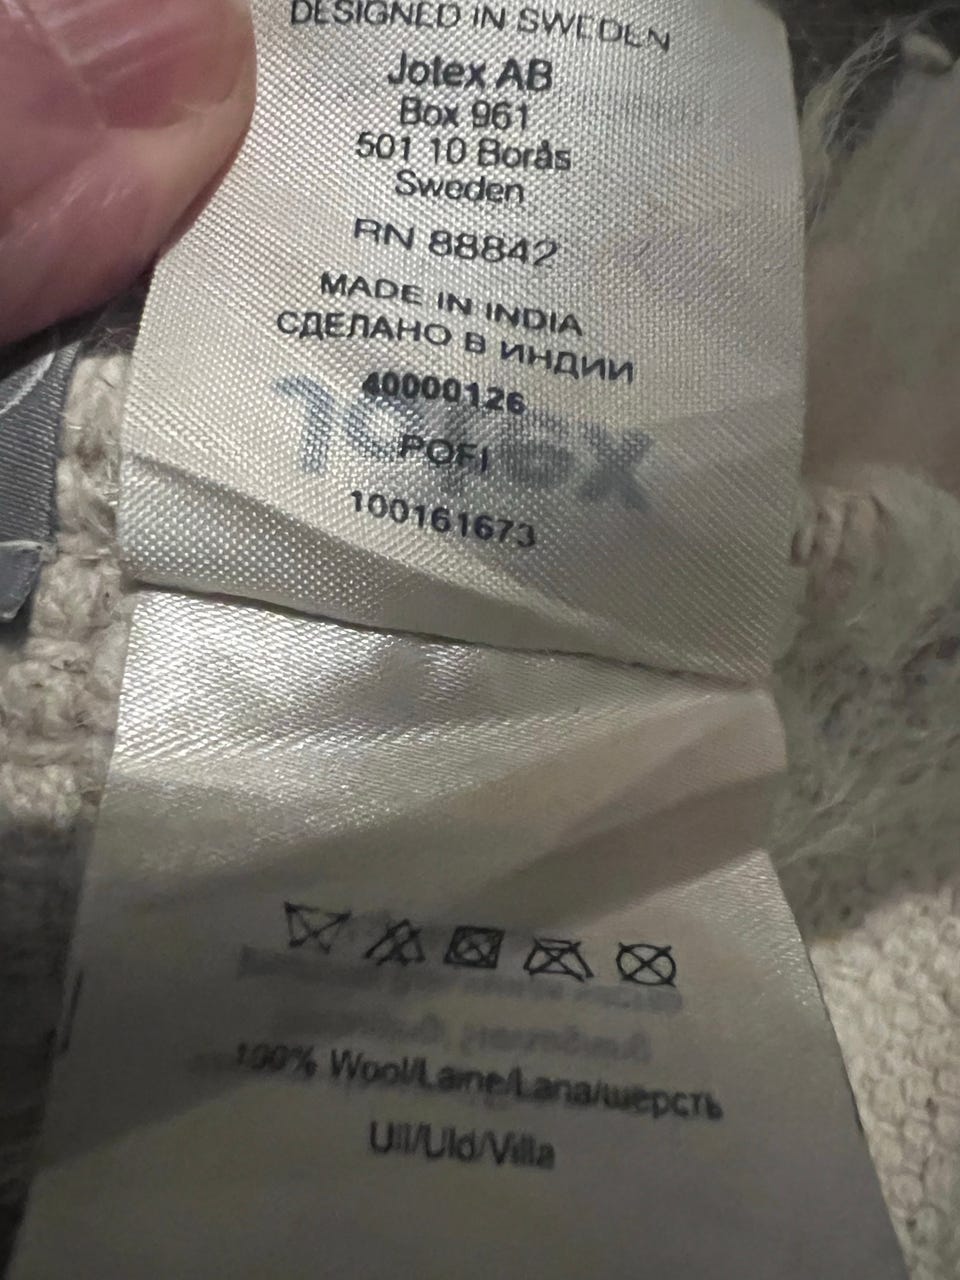 DESIGNED IN SWEDEN
Jotex AB
Box 961
501 10 Borås
Sweden
RN 88842
MADE IN INDIA
СДЕЛАНО В ИНДИИ
40000126
POFI
100161673
100% Wool/Laine/Lana/шерсть
Ull/Uld/Villa